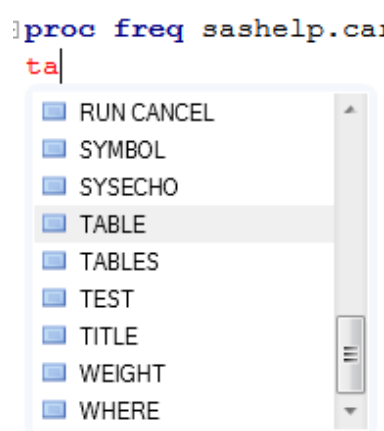 proc freq sashelp.car
ta
RUN CANCEL
SYMBOL
SYSECHO
TABLE
TABLES
TEST
TITLE
WEIGHT
WHERE